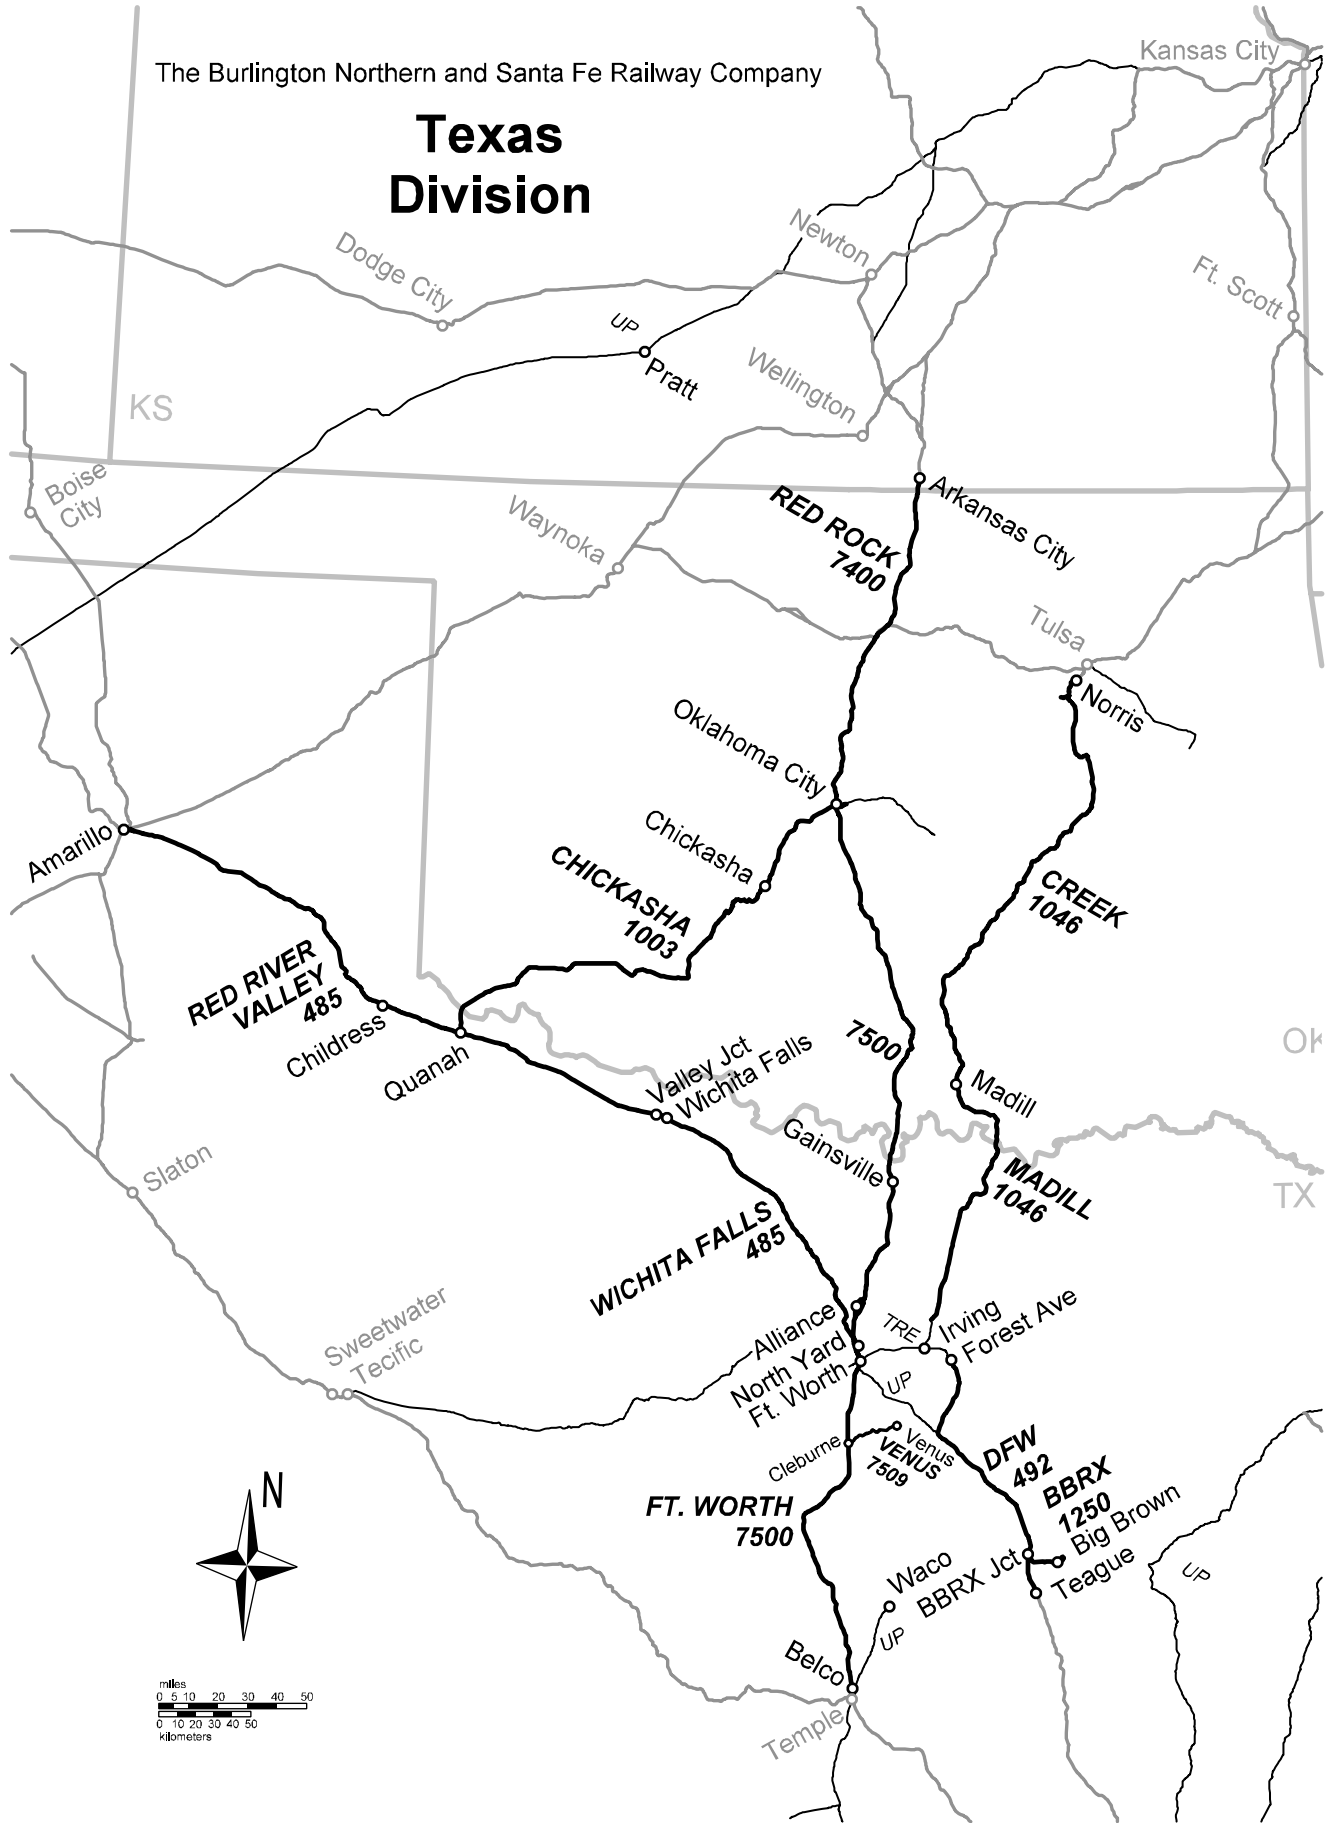 The Burlington Northern and Santa Fe Railway Company
Texas
Division
Kansas City
Newton
Dodge City
Ft. Scott
UP
Pratt
Wellington
KS
Boise
City
Arkansas City
RED ROCK
7400
Waynoka
Tulsa
Norris
Oklahoma City
Amarillo
Chickasha
CHICKASHA
1003
CREEK
1046
RED RIVER
VALLEY
485
Childress
Quanah
7500
OK
Valley Jct
Wichita Falls
Madill
Gainsville
Slaton
MADILL
1046
TX
WICHITA FALLS
485
Sweetwater
Tecific
Alliance
North Yard
Ft. Worth
TRE
Irving
Forest Ave
UP
Cleburne
Venus
VENUS
7509
DFW
492
BBRX
1250
Big Brown
N
FT. WORTH
7500
Waco
BBRX Jct
Teague
UP
UP
Belco
Temple
miles
0 5 10 20 30 40 50
0 10 20 30 40 50
kilometers